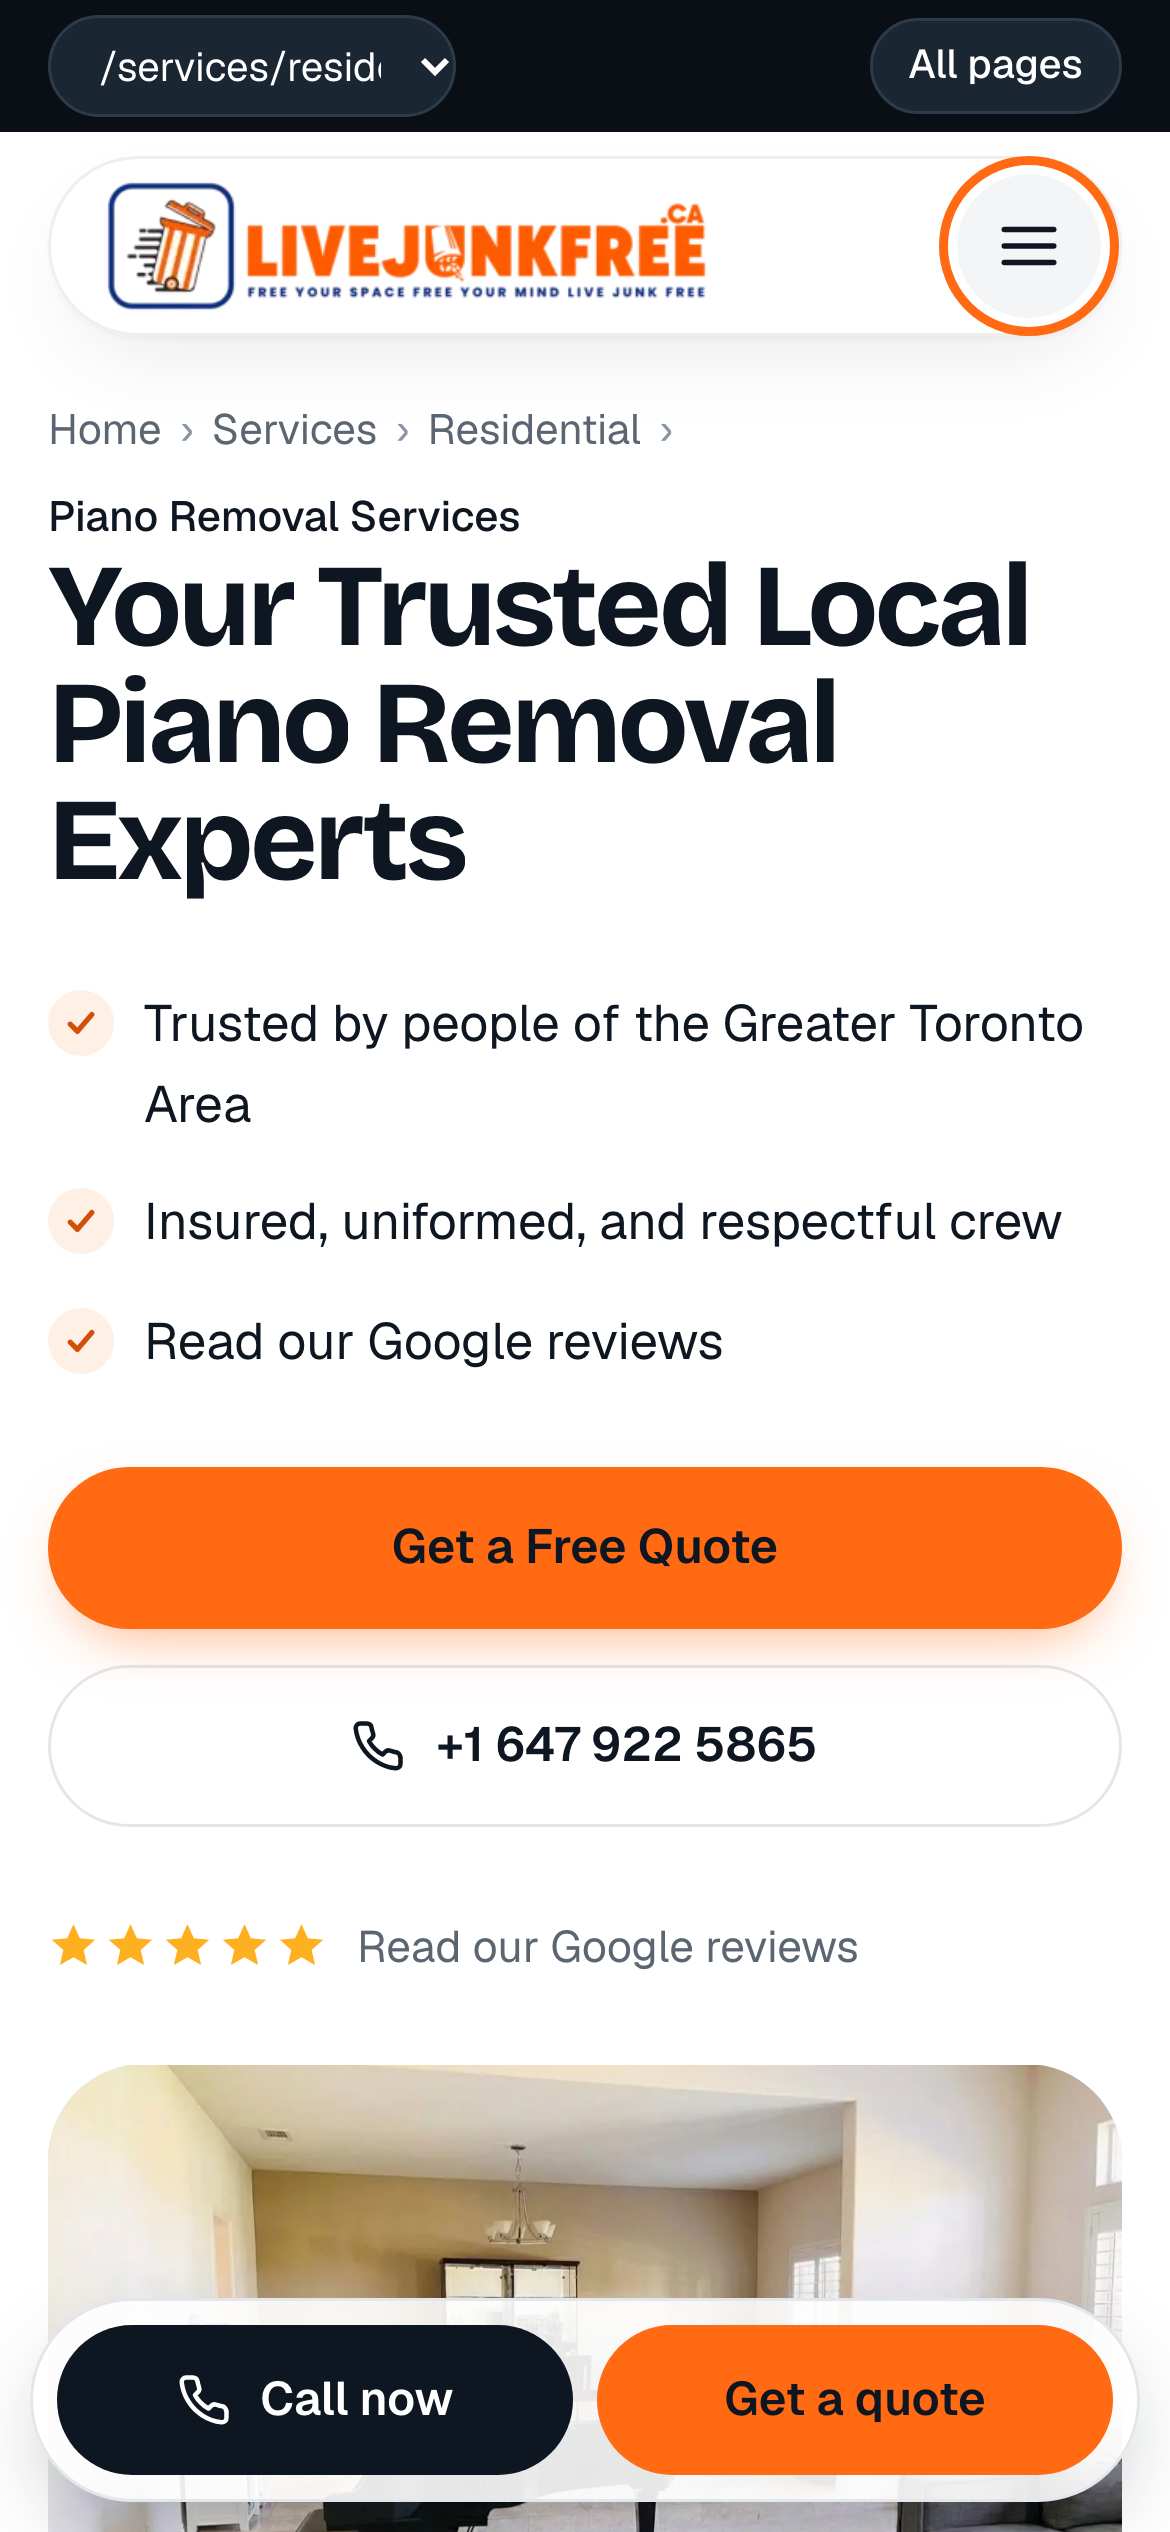 /services/reside
All pages
.CA
LIVEJUNKFREE
FREE YOUR SPACE FREE YOUR MIND LIVE JUNK FREE
Home › Services › Residential ›
Piano Removal Services
Your Trusted Local
Piano Removal
Experts
Trusted by people of the Greater Toronto
Area
Insured, uniformed, and respectful crew
Read our Google reviews
Get a Free Quote
+1 647 922 5865
Read our Google reviews
Call now
Get a quote